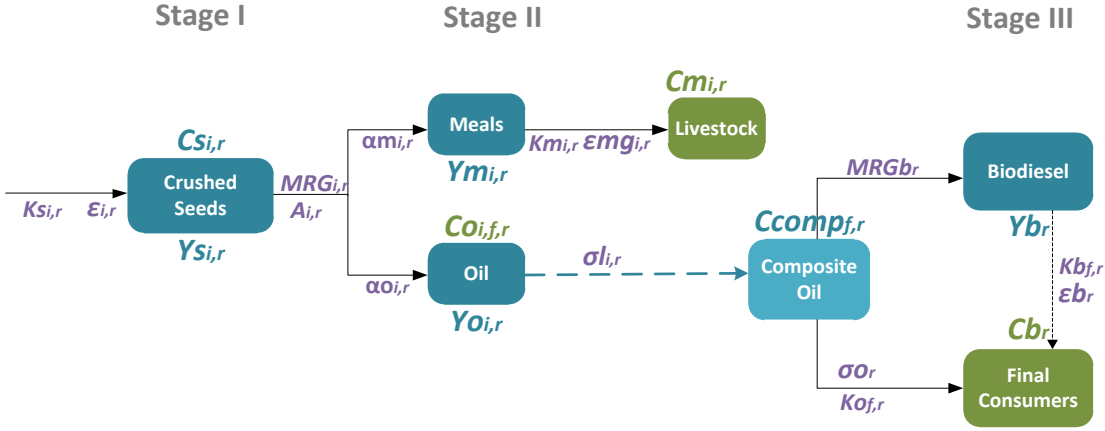 Stage I
Stage II
Stage III
Csi,r
Crushed
Seeds
Ysi,r
Ksi,r
εi,r
MRGi,r
Ai,r
αmi,r
Meals
Ymi,r
Kmi,r εmgi,r
Cmi,r
Livestock
αoi,r
Coi,f,r
Oil
Yoi,r
σli,r
Ccompf,r
Composite
Oil
MRGbr
Biodiesel
Ybr
Kbf,r
εbr
Cbr
σor
Kof,r
Final
Consumers